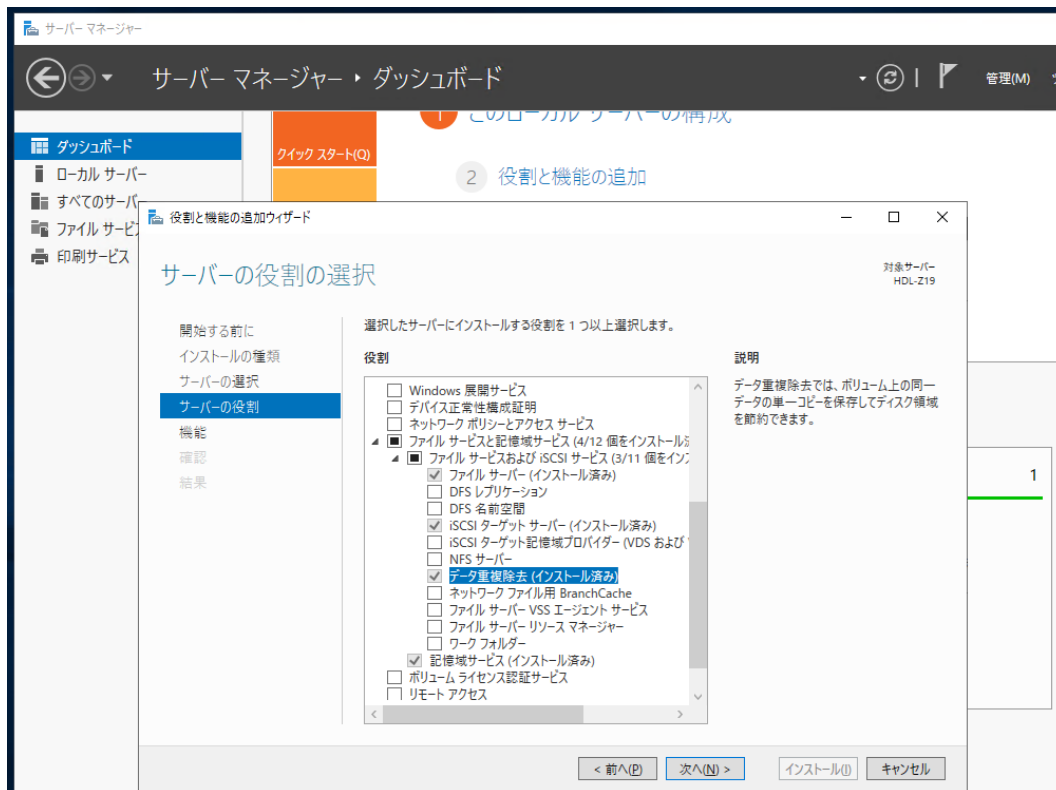 サーバー マネージャー
サーバー マネージャー ・ ダッシュボード
管理(M)
ダッシュボード
ローカル サーバー
すべてのサーバ
ファイル サービ
印刷サービス
クイック スタート(Q)
1 このローカル サーバーの構成
2 役割と機能の追加
役割と機能の追加ウィザード
サーバーの役割の選択
対象サーバー
HDL-Z19
開始する前に
インストールの種類
サーバーの選択
サーバーの役割
機能
確認
結果
選択したサーバーにインストールする役割を 1 つ以上選択します。
役割
Windows 展開サービス
デバイス正常性構成証明
ネットワーク ポリシーとアクセス サービス
ファイル サービスと記憶域サービス (4/12 個をインストール済
ファイル サービスおよび iSCSI サービス (3/11 個をイン
ファイル サーバー (インストール済み)
DFS レプリケーション
DFS 名前空間
iSCSI ターゲット サーバー (インストール済み)
iSCSI ターゲット記憶域プロバイダー (VDS および
NFS サーバー
データ重複除去 (インストール済み)
ネットワーク ファイル用 BranchCache
ファイル サーバー VSS エージェント サービス
ファイル サーバー リソース マネージャー
ワーク フォルダー
記憶域サービス (インストール済み)
ボリューム ライセンス認証サービス
リモート アクセス
説明
データ重複除去では、ボリューム上の同一
データの単一コピーを保存してディスク領域
を節約できます。
1
< 前へ(P)
次へ(N) >
インストール(I)
キャンセル